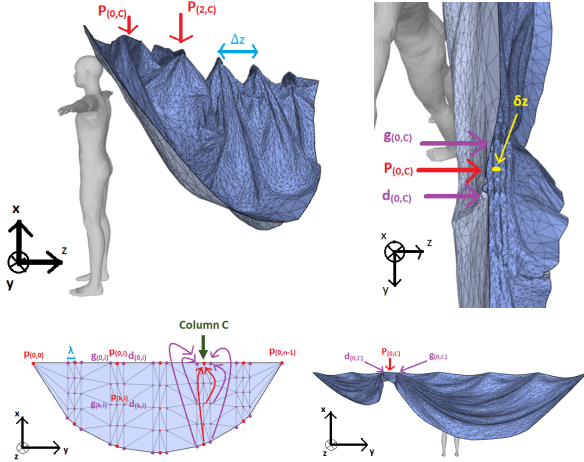 P(0,C)
P(2,C)
Δz
x
z
y
δz
g(0,C)
P(0,C)
d(0,C)
x
z
y
Column C
p(0,0)
λ
g(0,i)
p(0,i)
d(0,i)
p(0,n-1)
g(k,i)
p(k,i)
d(k,i)
x
z
y
d(0,C)
P(0,C)
g(0,C)
x
z
y